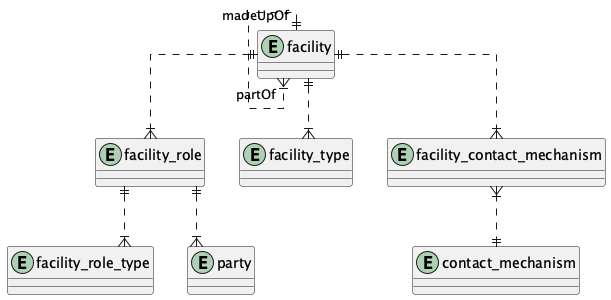 madeUpOf
E facility
partOf
E facility_role
E facility_type
E facility_contact_mechanism
E facility_role_type
E party
E contact_mechanism